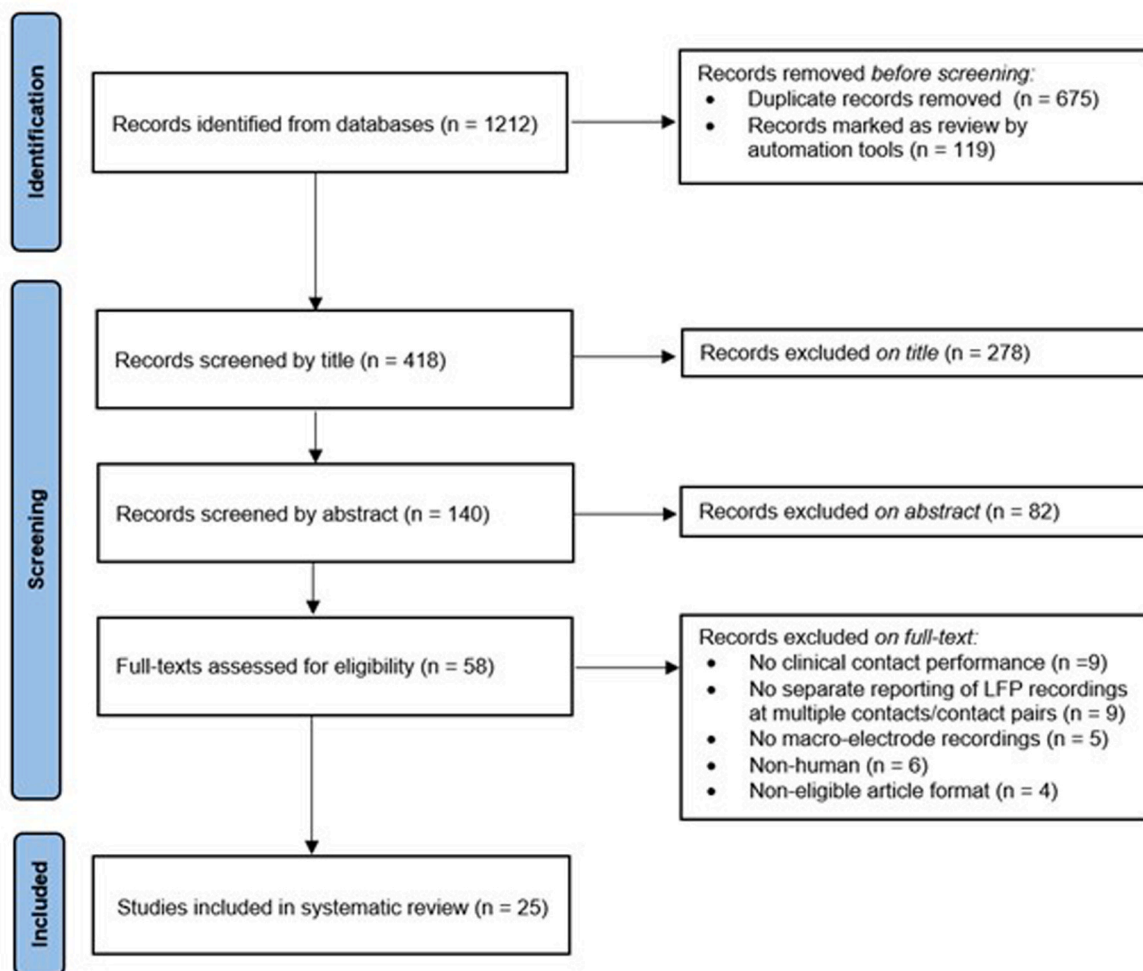 Identification
Records identified from databases (n = 1212)
Records removed before screening:
• Duplicate records removed (n = 675)
• Records marked as review by
automation tools (n = 119)
Screening
Records screened by title (n = 418)
Records excluded on title (n = 278)
Records screened by abstract (n = 140)
Records excluded on abstract (n = 82)
Full-texts assessed for eligibility (n = 58)
Records excluded on full-text:
• No clinical contact performance (n =9)
• No separate reporting of LFP recordings
at multiple contacts/contact pairs (n = 9)
• No macro-electrode recordings (n = 5)
• Non-human (n = 6)
• Non-eligible article format (n = 4)
Included
Studies included in systematic review (n = 25)